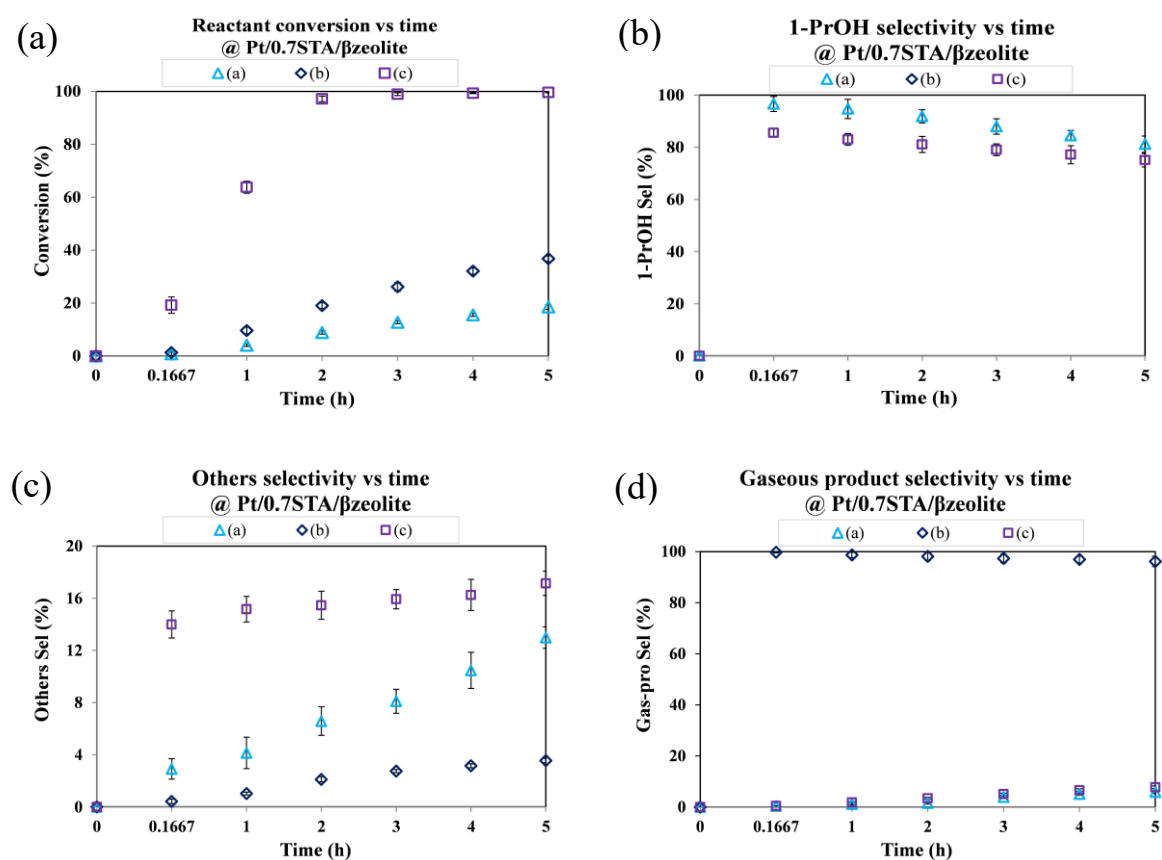 (a)
Reactant conversion vs time
@ Pt/0.7STA/βzeolite
(a) (b) (c)
Conversion (%)
100
80
60
40
20
0
0 0.1667 1 2 3 4 5
Time (h)
(b)
1-PrOH selectivity vs time
@ Pt/0.7STA/βzeolite
(a) (b) (c)
1-PrOH Sel (%)
100
80
60
40
20
0
0 0.1667 1 2 3 4 5
Time (h)
(c)
Others selectivity vs time
@ Pt/0.7STA/βzeolite
(a) (b) (c)
Others Sel (%)
20
16
12
8
4
0
0 0.1667 1 2 3 4 5
Time (h)
(d)
Gaseous product selectivity vs time
@ Pt/0.7STA/βzeolite
(a) (b) (c)
Gas-pro Sel (%)
100
80
60
40
20
0
0 0.1667 1 2 3 4 5
Time (h)